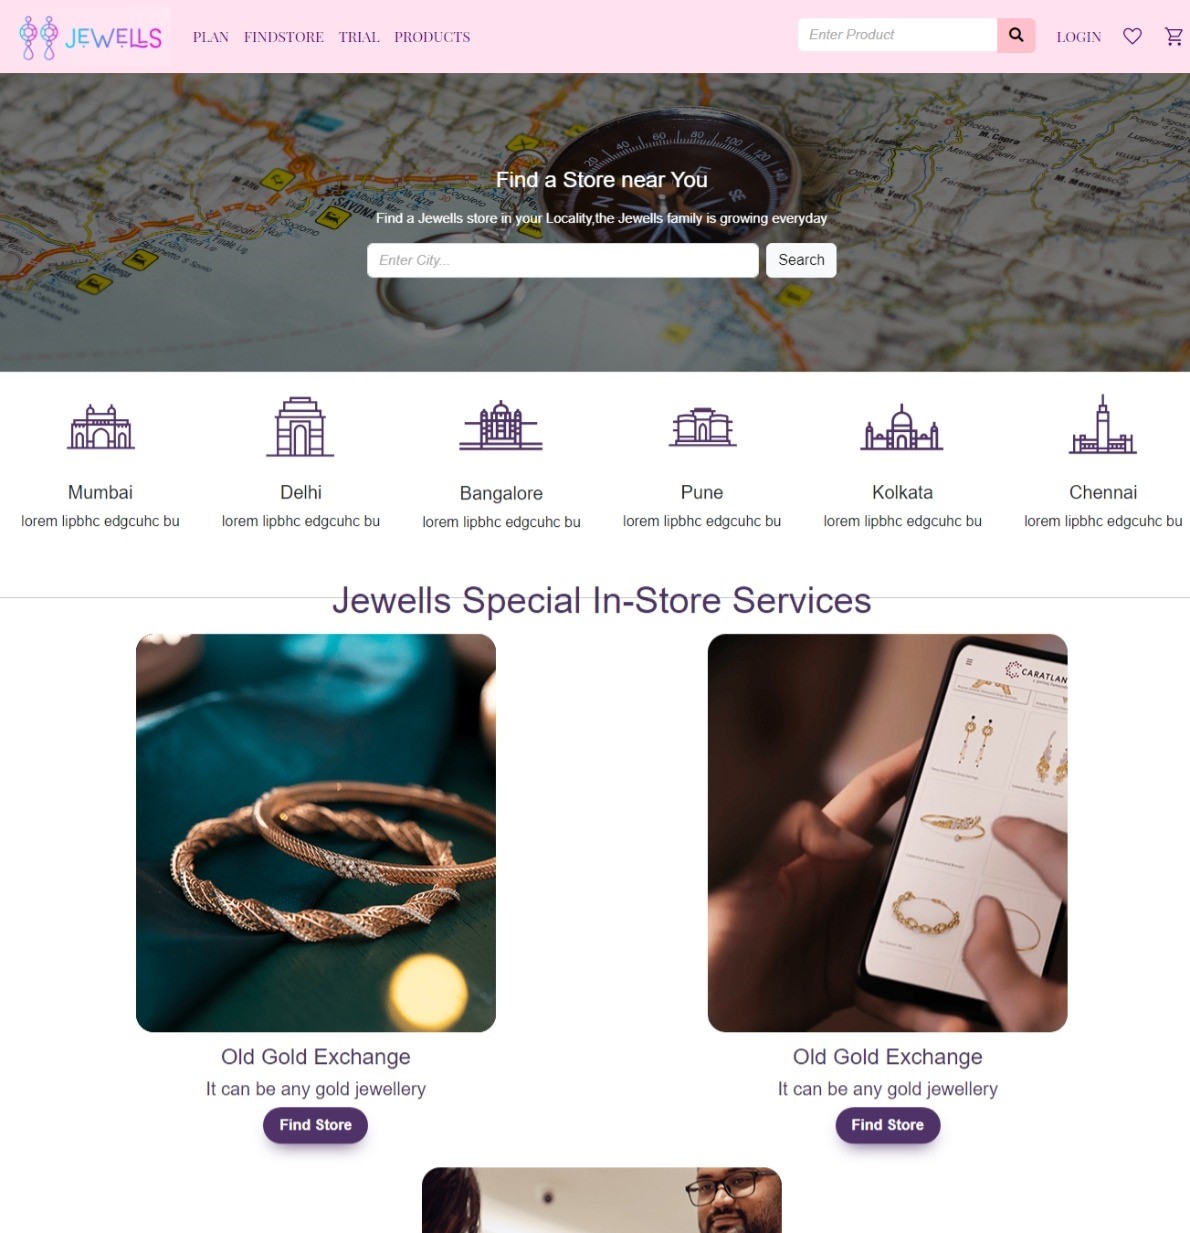 JEWELLS
PLAN FINDSTORE TRIAL PRODUCTS
Enter Product
LOGIN
Find a Store near You
Find a Jewells store in your Locality,the Jewells family is growing everyday
Enter City...
Search
SAVONA
Mumbai
lorem lipbhc edgcuhc bu
Delhi
lorem lipbhc edgcuhc bu
Bangalore
lorem lipbhc edgcuhc bu
Pune
lorem lipbhc edgcuhc bu
Kolkata
lorem lipbhc edgcuhc bu
Chennai
lorem lipbhc edgcuhc bu
Jewells Special In-Store Services
CARATLAN
Old Gold Exchange
It can be any gold jewellery
Find Store
Old Gold Exchange
It can be any gold jewellery
Find Store